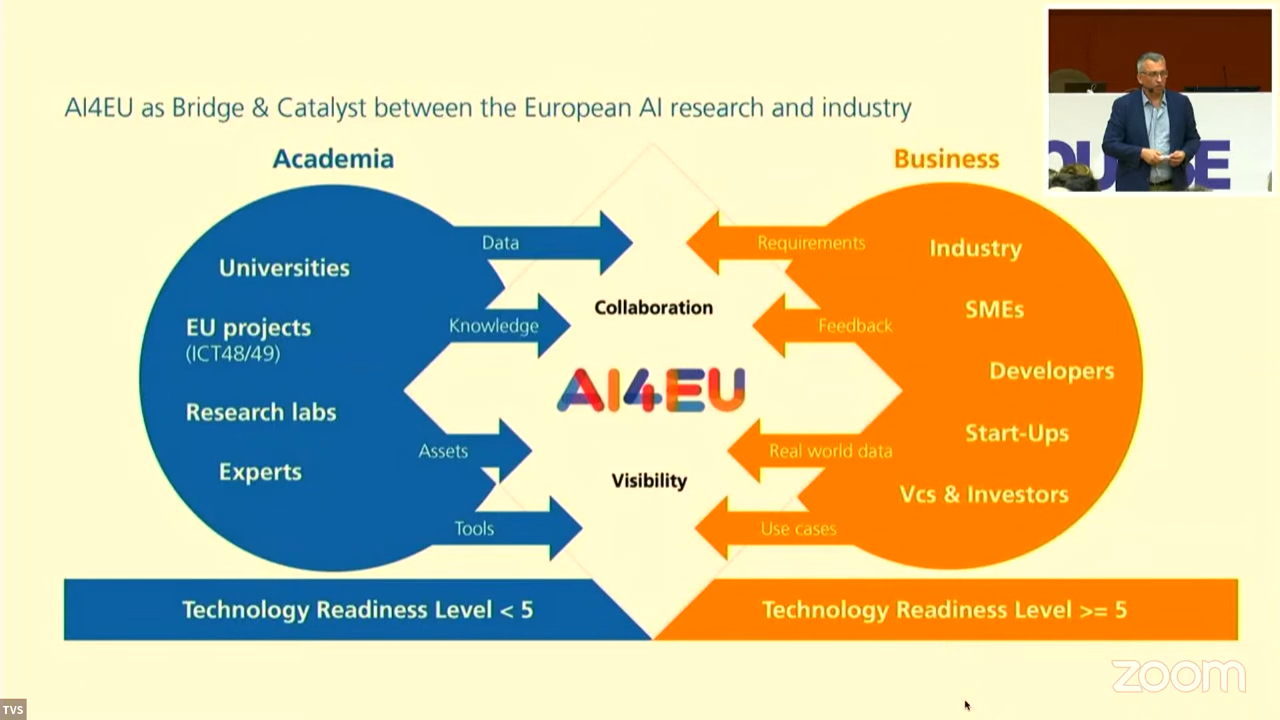 AI4EU as Bridge & Catalyst between the European AI research and industry
Academia
Business
Universities
EU projects
(ICT48/49)
Research labs
Experts
Data
Knowledge
Assets
Tools
Collaboration
AI4EU
Visibility
Requirements
Feedback
Real world data
Use cases
Industry
SMEs
Developers
Start-Ups
Vcs & Investors
Technology Readiness Level < 5
Technology Readiness Level >= 5
zoom
TVS